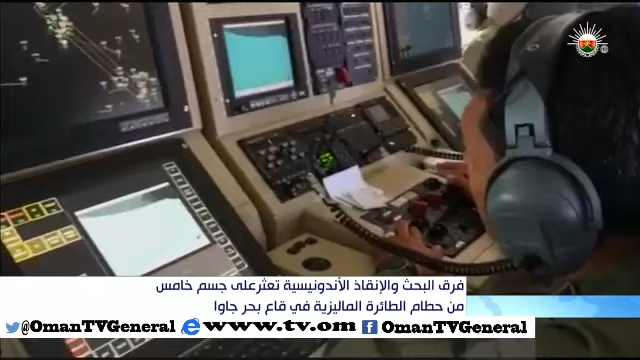 فرق البحث والإنقاذ الأندونيسية تعثرعلى جسم خامس
من حطام الطائرة الماليزية في قاع بحر جاوا
@OmanTVGeneral e www.tv.om f OmanTVGeneral